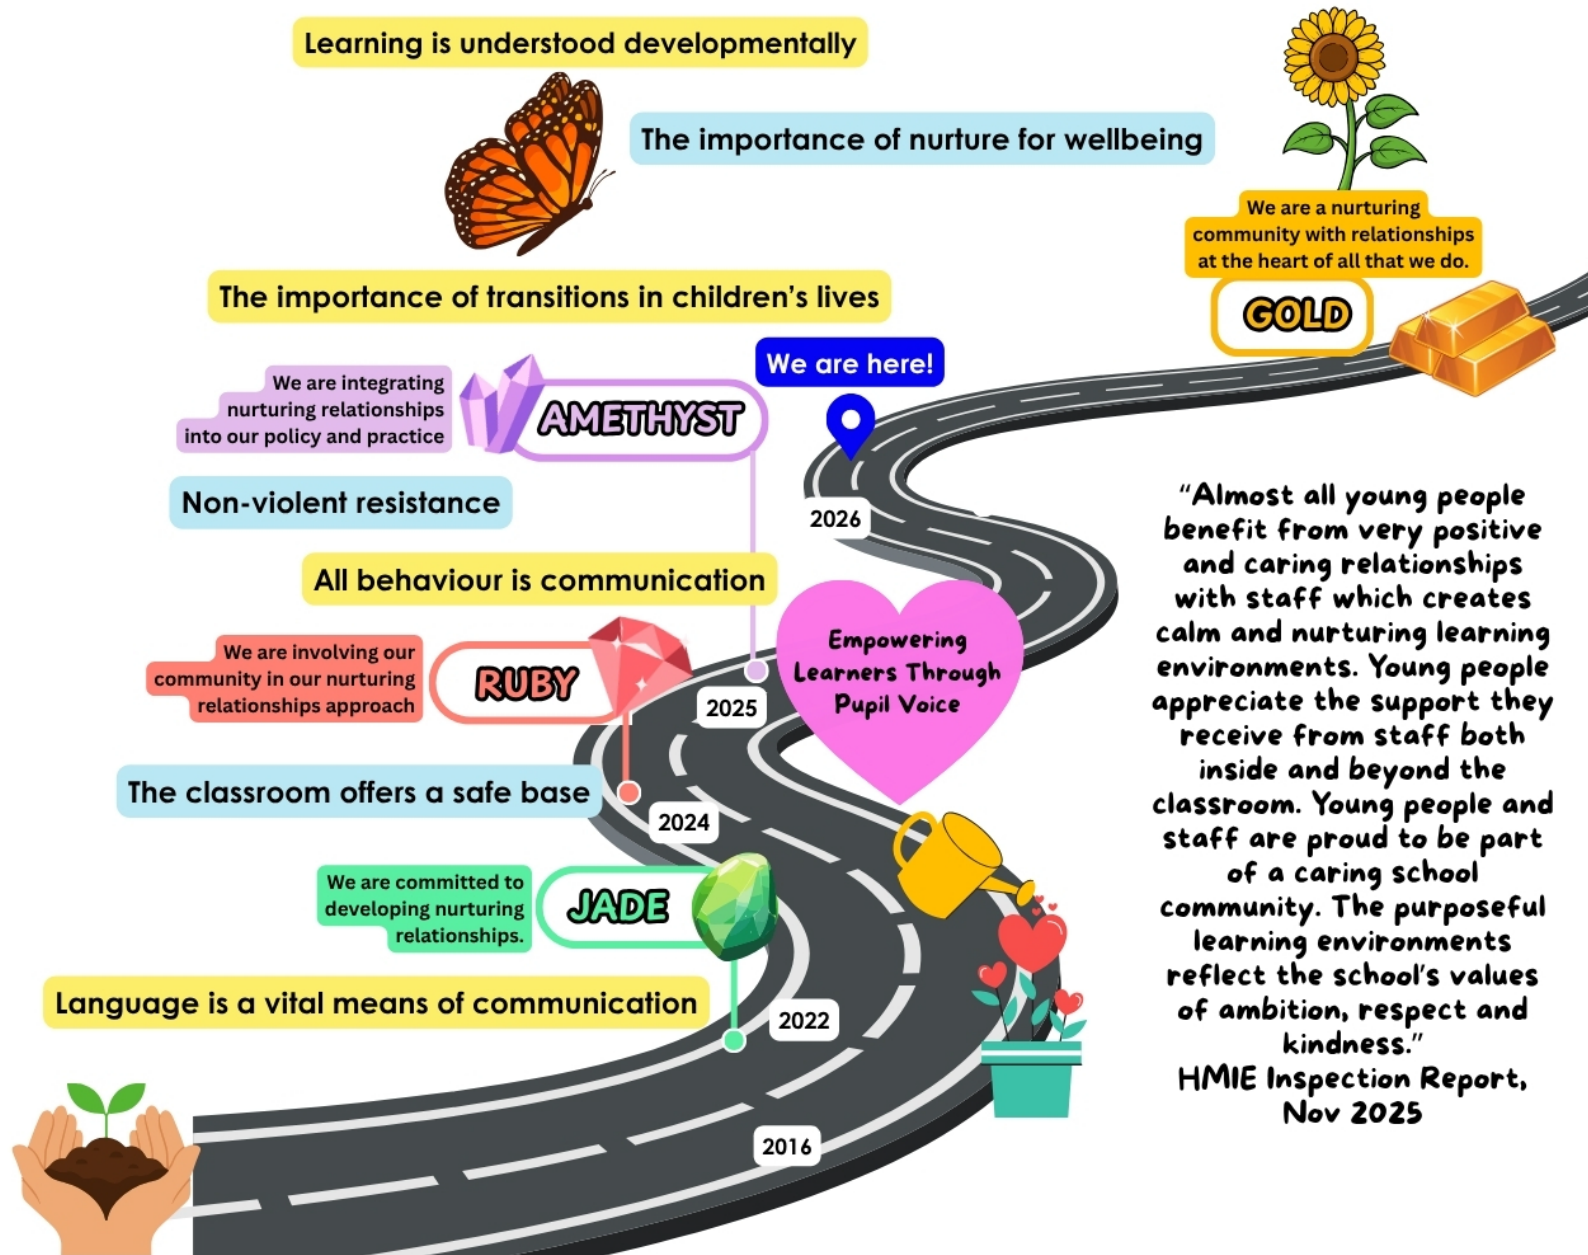 Learning is understood developmentally
The importance of nurture for wellbeing
We are a nurturing
community with relationships
at the heart of all that we do.
GOLD
The importance of transitions in children's lives
We are here!
We are integrating
nurturing relationships
into our policy and practice
AMETHYST
Non-violent resistance
2026
All behaviour is communication
We are involving our
community in our nurturing
relationships approach
RUBY
2025
Empowering
Learners Through
Pupil Voice
The classroom offers a safe base
2024
We are committed to
developing nurturing
relationships.
JADE
Language is a vital means of communication
2022
2016
“Almost all young people
benefit from very positive
and caring relationships
with staff which creates
calm and nurturing learning
environments. Young people
appreciate the support they
receive from staff both
inside and beyond the
classroom. Young people and
staff are proud to be part
of a caring school
community. The purposeful
learning environments
reflect the school's values
of ambition, respect and
kindness.”
HMIE Inspection Report,
Nov 2025